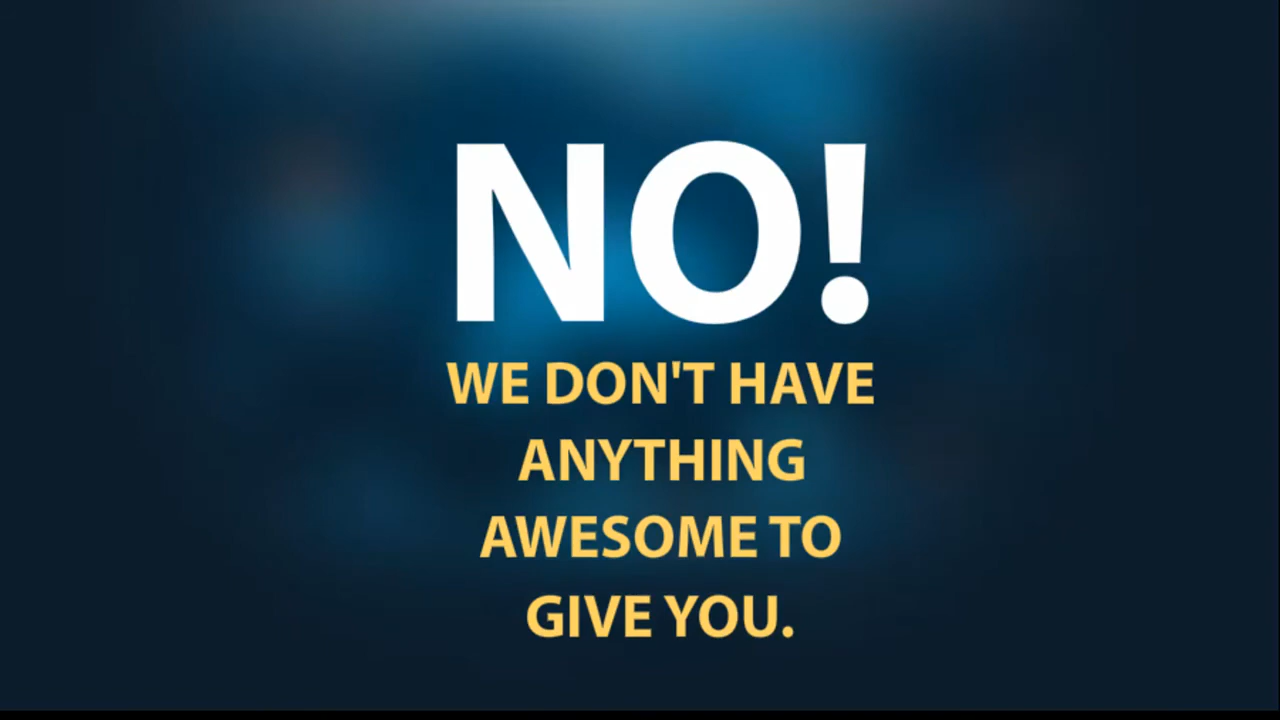 NO!
WE DON'T HAVE
ANYTHING
AWESOME TO
GIVE YOU.